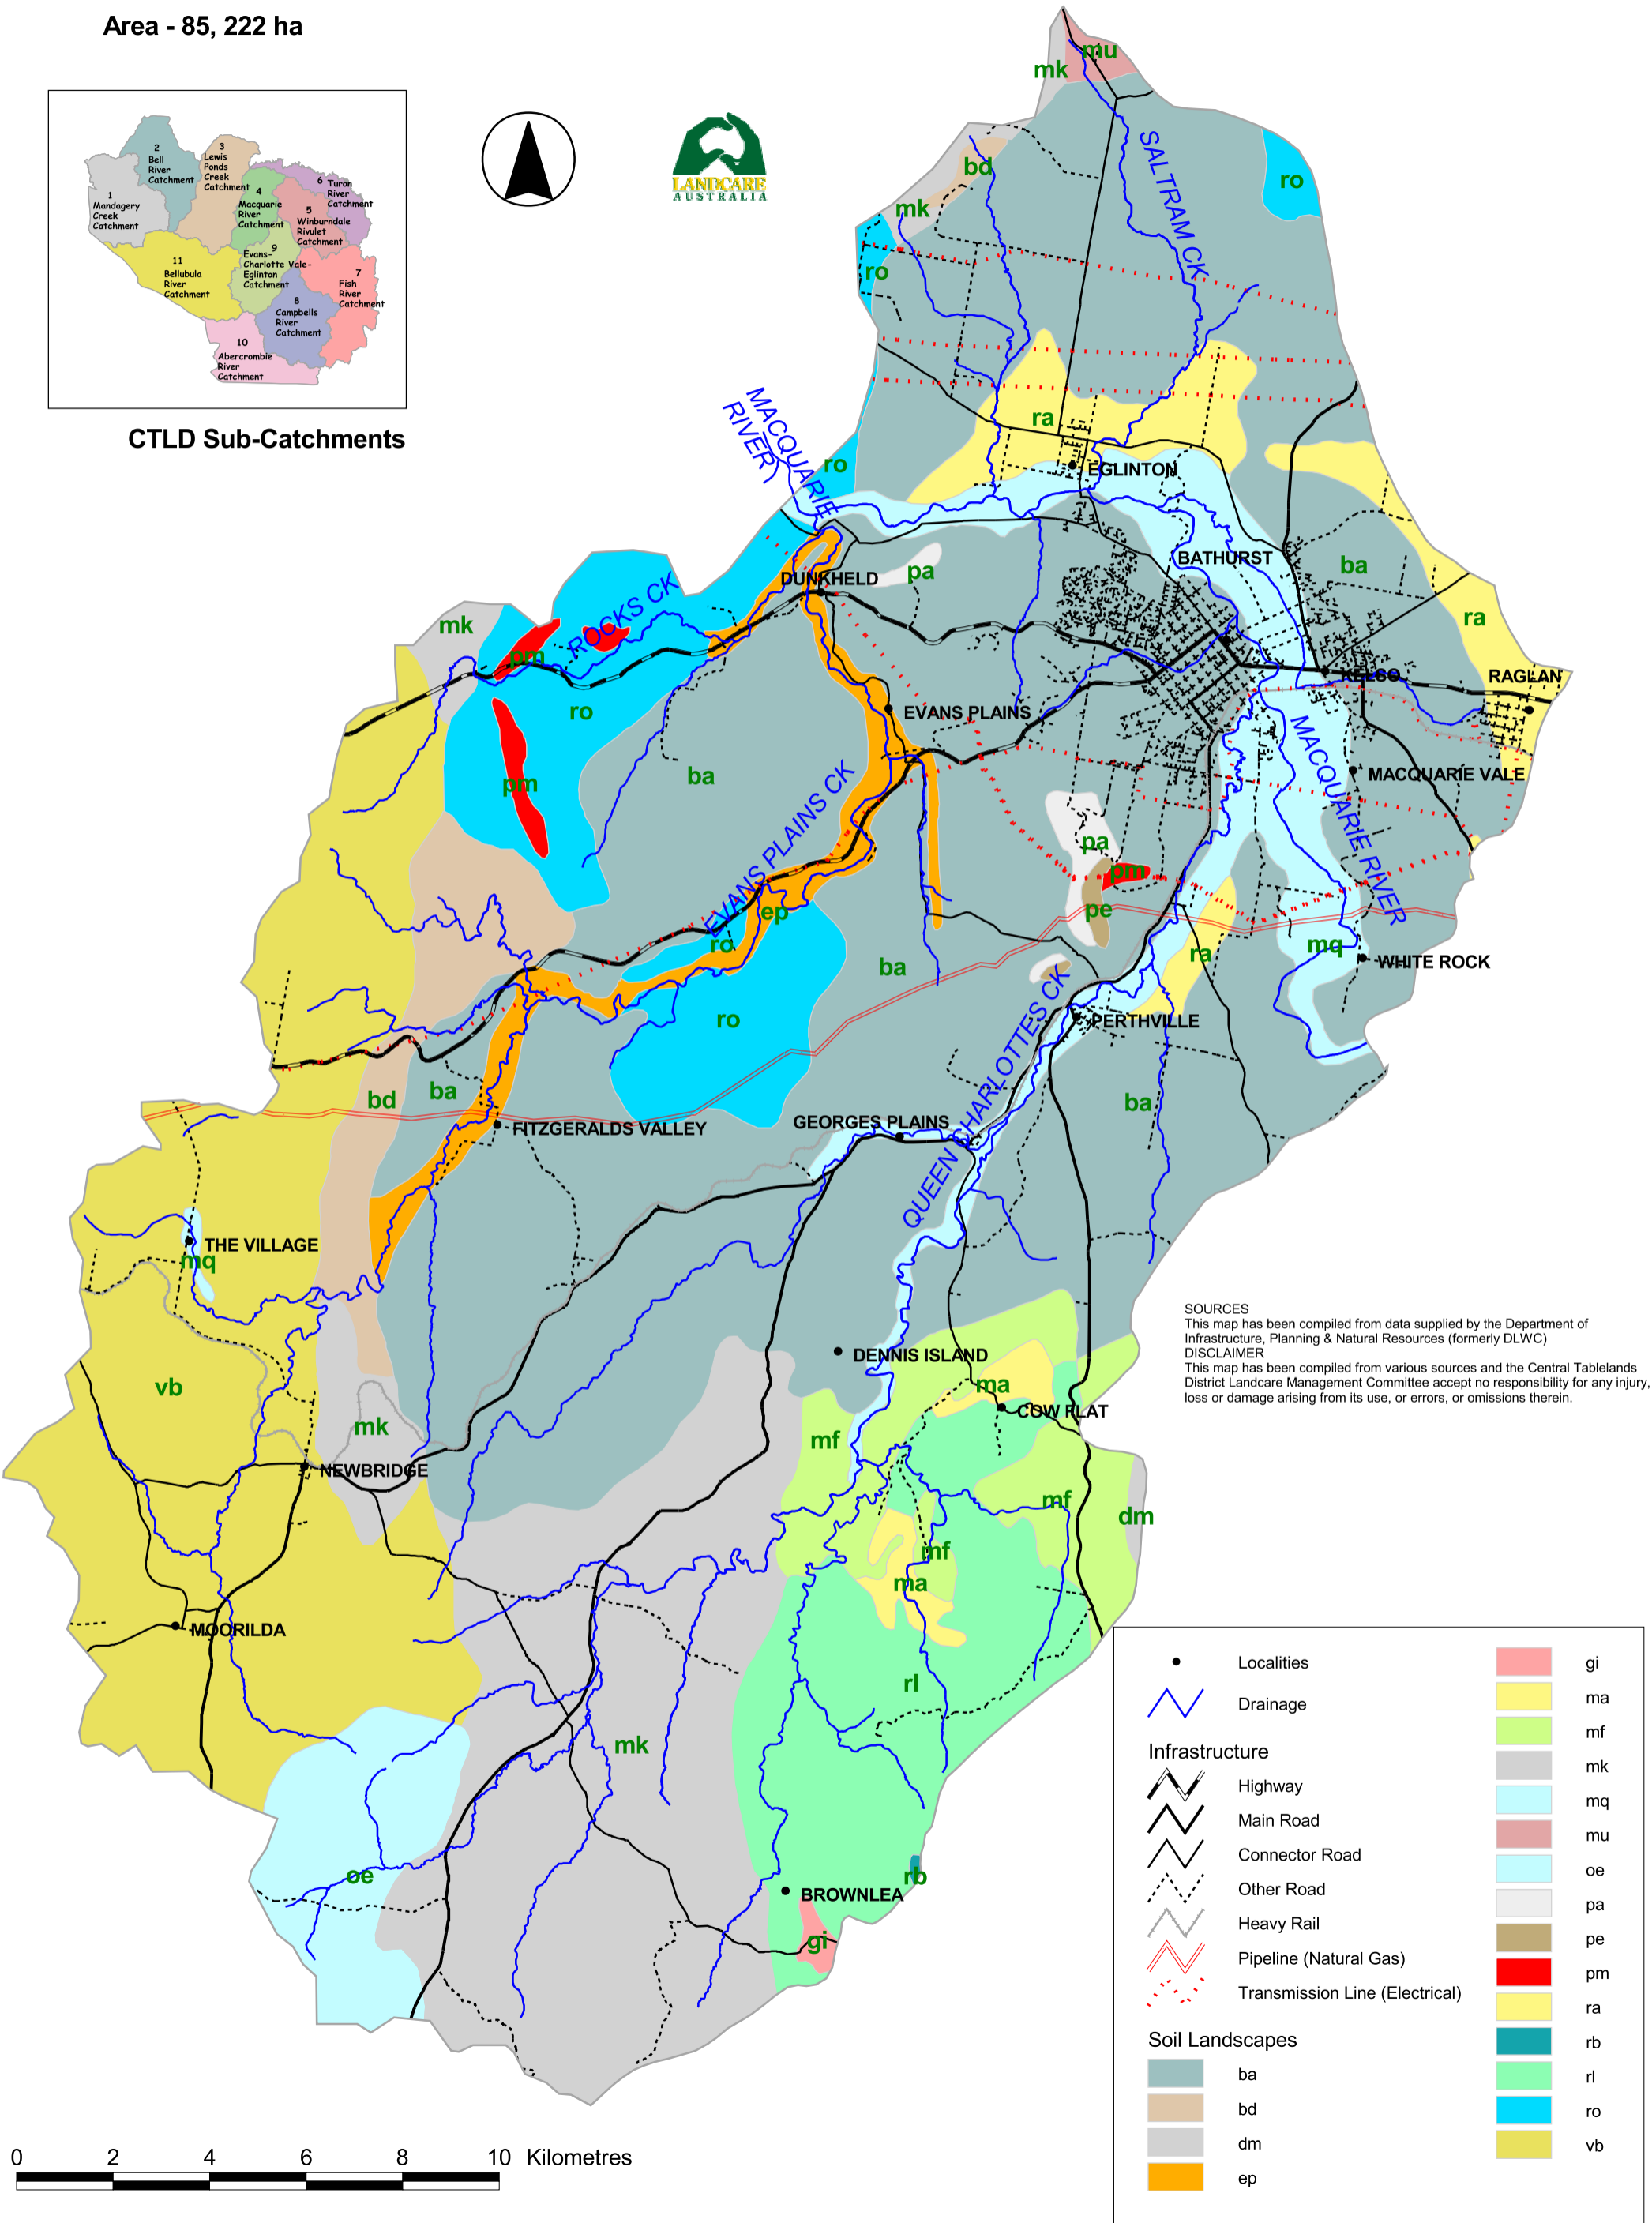 Area - 85, 222 ha
1
Mandagery
Creek
Catchment
2
Bell
River
Catchment
3
Lewis
Ponds
Creek
Catchment
4
Macquarie
River
Catchment
5
Winburndale
Rivulet
Catchment
6
Turon
River
Catchment
7
Fish
River
Catchment
8
Campbells
River
Catchment
9
Evans-
Charlotte Vale-
Eglinton
Catchment
10
Abercrombie
River
Catchment
11
Bellubula
River
Catchment
CTLD Sub-Catchments
LANDCARE
AUSTRALIA
mu
mk
bd
mk
ro
ro
SALTRAM CK
ra
MACQUARIE
RIVER
MACQUARIE
ro
EGLINTON
BATHURST
ba
DUNKHELD
pa
ROCKS CK
mk
pm
ra
KELSO
RAGLAN
ro
EVANS PLAINS
MACQUARIE RIVER
MACQUARIE VALE
ba
pm
EVANS PLAINS CK
pa
pm
pe
ep
ro
ra
mq
WHITE ROCK
ba
ro
PERTHVILLE
QUEEN CHARLOTTES CK
bd
ba
ba
FITZGERALDS VALLEY
GEORGES PLAINS
THE VILLAGE
mq
DENNIS ISLAND
vb
ma
COW FLAT
mk
mf
NEWBRIDGE
mf
dm
mf
ma
MOORILDA
rl
mk
oe
rb
BROWNLEA
gi
SOURCES
This map has been compiled from data supplied by the Department of
Infrastructure, Planning & Natural Resources (formerly DLWC)
DISCLAIMER
This map has been compiled from various sources and the Central Tablelands
District Landcare Management Committee accept no responsibility for any injury,
loss or damage arising from its use, or errors, or omissions therein.
Localities
Drainage
Infrastructure
Highway
Main Road
Connector Road
Other Road
Heavy Rail
Pipeline (Natural Gas)
Transmission Line (Electrical)
Soil Landscapes
ba
bd
dm
ep
gi
ma
mf
mk
mq
mu
oe
pa
pe
pm
ra
rb
rl
ro
vb
0 2 4 6 8 10 Kilometres